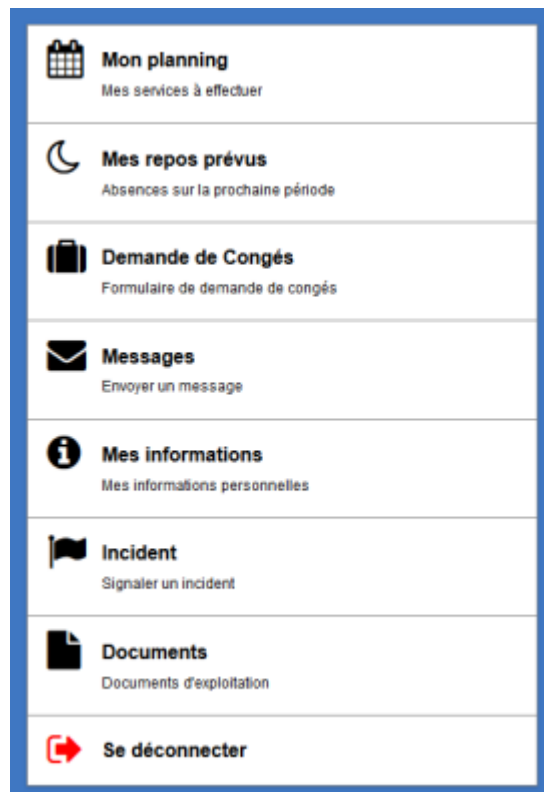 Mon planning
Mes services à effectuer
Mes repos prévus
Absences sur la prochaine période
Demande de Congés
Formulaire de demande de congés
Messages
Envoyer un message
Mes informations
Mes informations personnelles
Incident
Signaler un incident
Documents
Documents d'exploitation
Se déconnecter